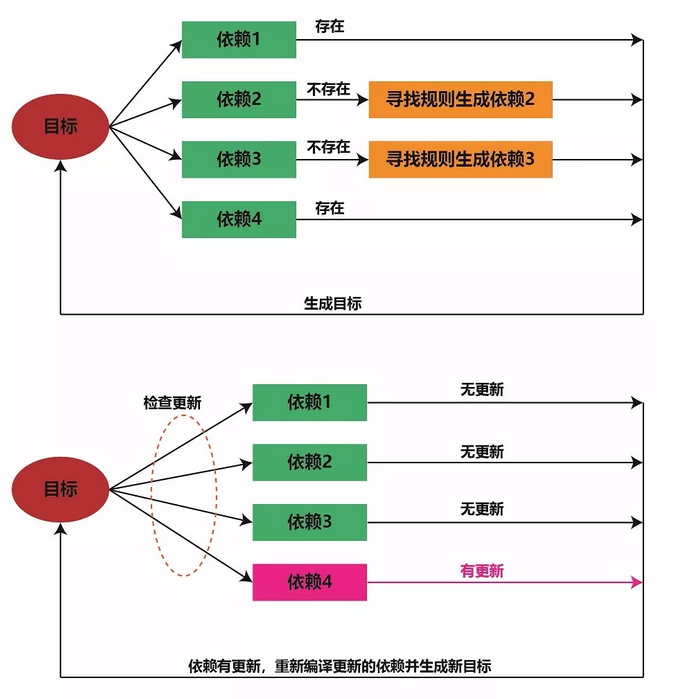 依赖1
存在
目标
依赖2
不存在
寻找规则生成依赖2
依赖3
不存在
寻找规则生成依赖3
依赖4
存在
生成目标
检查更新
依赖1
无更新
依赖2
无更新
目标
依赖3
无更新
依赖4
有更新
依赖有更新，重新编译更新的依赖并生成新目标